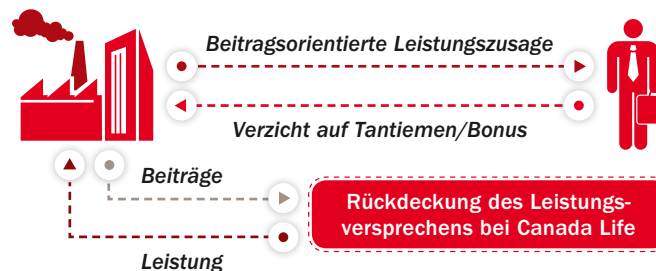 Beitragsorientierte Leistungszusage
Verzicht auf Tantiemen/Bonus
Beiträge
Rückdeckung des Leistungs-
versprechens bei Canada Life
Leistung